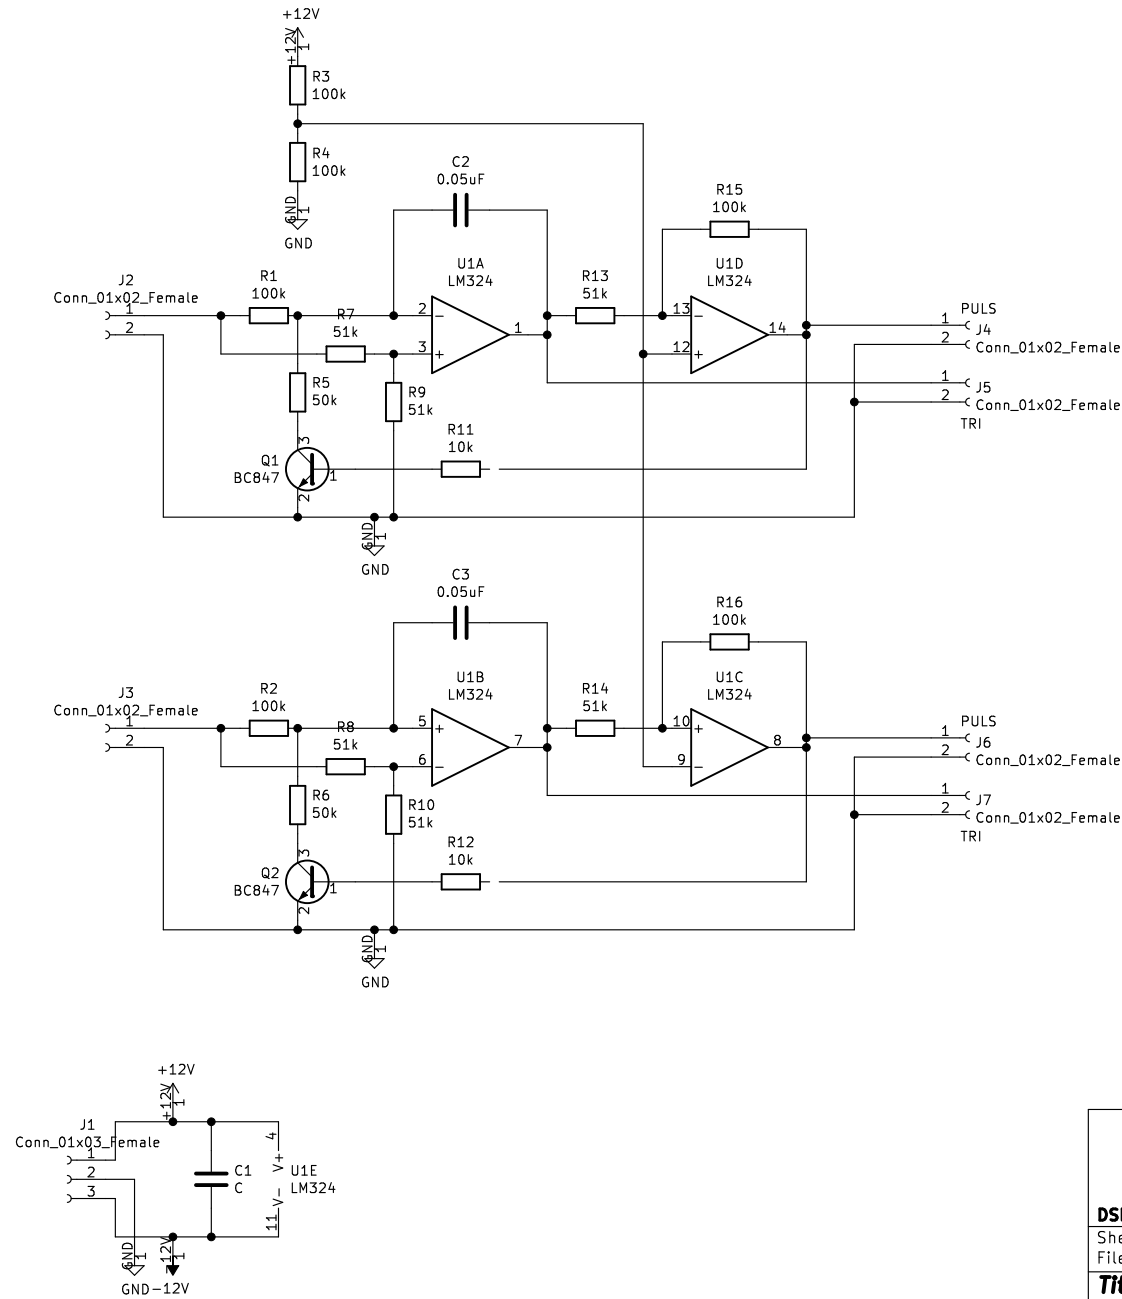 +12V
+12V
1
R3
100k
R4
100k
GND
1
GND
C2
0.05uF
R15
100k
U1A
LM324
U1D
LM324
J2
Conn_01x02_Female
1
2
R1
100k
R7
51k
2
−
3
+
1
R13
51k
13
−
12
+
14
PULS
1
J4
2
Conn_01x02_Female
1
J5
2
Conn_01x02_Female
TRI
R5
50k
R9
51k
R11
10k
Q1
BC847
3
1
2
GND
1
GND
C3
0.05uF
R16
100k
U1B
LM324
U1C
LM324
J3
Conn_01x02_Female
1
2
R2
100k
R8
51k
5
+
6
−
7
R14
51k
10
+
9
−
8
PULS
1
J6
2
Conn_01x02_Female
1
J7
2
Conn_01x02_Female
TRI
R6
50k
R10
51k
R12
10k
Q2
BC847
3
1
2
GND
1
GND
+12V
+12V
1
J1
Conn_01x03_Female
1
2
3
C1
C
4
V+
V−
11
U1E
LM324
GND
1
GND
-12V
1
-12V
DS
She
File
Tit